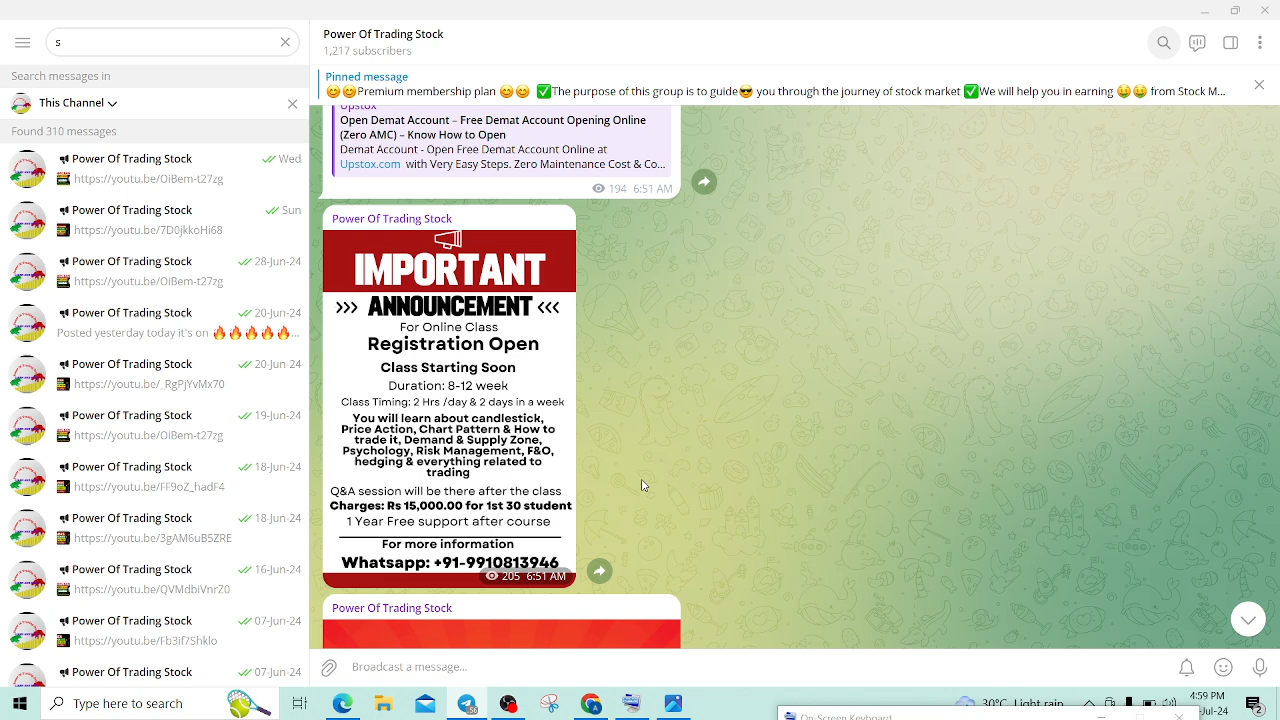 s
Search messages in
This Channel
Found 310 messages
Power Of Trading Stock Wed
https://youtu.be/OiBem-t27zg
Power Of Trading Stock Sun
https://youtu.be/7D0jkkoHi68
Power Of Trading Stock 28-Jun-24
https://youtu.be/OiBem-t27zg
Power Of Trading Stock 20-Jun-24
Posted yesterday today it's on 🔥🔥🔥🔥🔥...
Power Of Trading Stock 20-Jun-24
https://youtu.be/_RgPjYvMx70
Power Of Trading Stock 19-Jun-24
https://youtu.be/OiBem-t27zg
Power Of Trading Stock 18-Jun-24
https://youtu.be/FF9oZ_hadF4
Power Of Trading Stock 18-Jun-24
https://youtu.be/3gAM6uB5ZRE
Power Of Trading Stock 16-Jun-24
https://youtu.be/QVMdbiVnrZ0
Power Of Trading Stock 07-Jun-24
https://youtu.be/Fb3if7Shklo
Power Of Trading Stock 07-Jun-24
Power Of Trading Stock
1,217 subscribers
Pinned message
😊😊Premium membership plan 😊😊 ✅The purpose of this group is to guide😎 you through the journey of stock market ✅We will help you in earning 🤑🤑 from Stock M...
Upstox
Open Demat Account – Free Demat Account Opening Online
(Zero AMC) – Know How to Open
Demat Account - Open Free Demat Account Online at
Upstox.com with Very Easy Steps. Zero Maintenance Cost & Co...
194 6:51 AM
Power Of Trading Stock
IMPORTANT
>>> ANNOUNCEMENT <<<
For Online Class
Registration Open
Class Starting Soon
Duration: 8-12 week
Class Timing: 2 Hrs /day & 2 days in a week
You will learn about candlestick,
Price Action, Chart Pattern & How to
trade it, Demand & Supply Zone,
Psychology, Risk Management, F&O,
hedging & everything related to
trading
Q&A session will be there after the class
Charges: Rs 15,000.00 for 1st 30 student
1 Year Free support after course
For more information
Whatsapp: +91-9910813946
205 6:51 AM
Power Of Trading Stock
Broadcast a message...
On-Screen Keyboard
30°C Light rain
4:59 PM